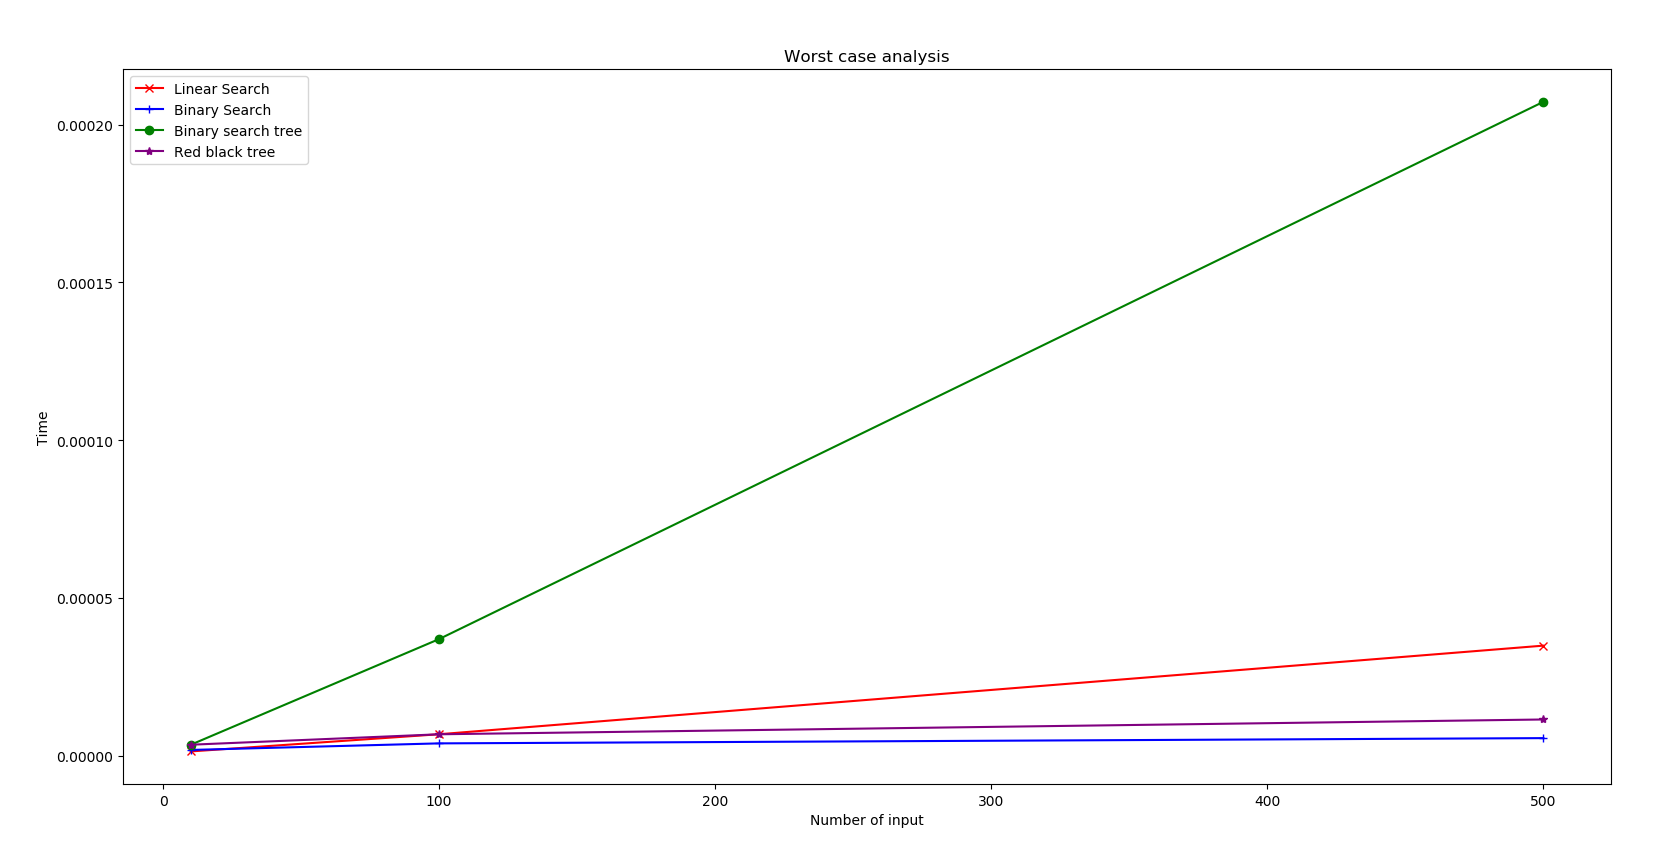 Worst case analysis
Linear Search
Binary Search
Binary search tree
Red black tree
0.00020
0.00015
0.00010
0.00005
0.00000
Time
0 100 200 300 400 500
Number of input